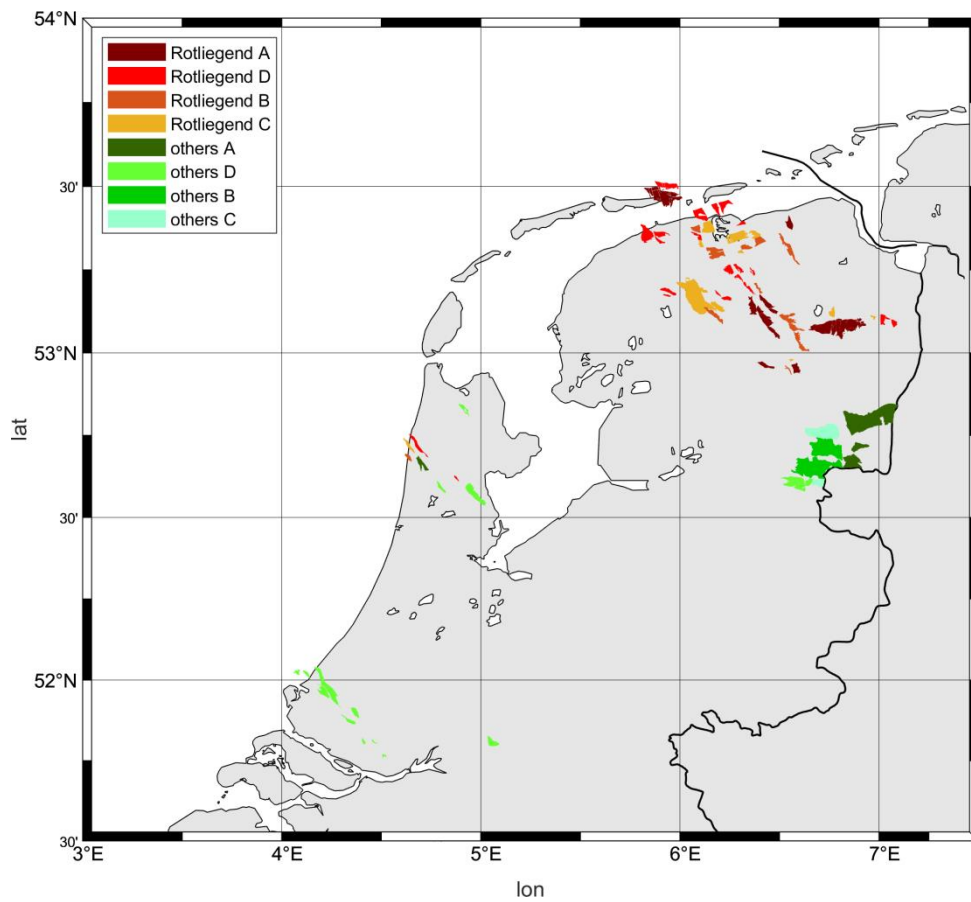 54°N
Rotliegend A
Rotliegend D
Rotliegend B
Rotliegend C
others A
others D
others B
others C
30'
53°N
30'
52°N
30'
3°E
4°E
5°E
6°E
7°E
lat
lon